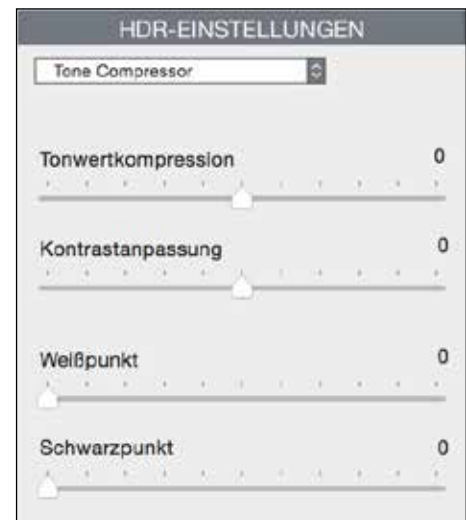 HDR-EINSTELLUNGEN
Tone Compressor
Tonwertkompression 0
Kontrastanpassung 0
Weißpunkt 0
Schwarzpunkt 0